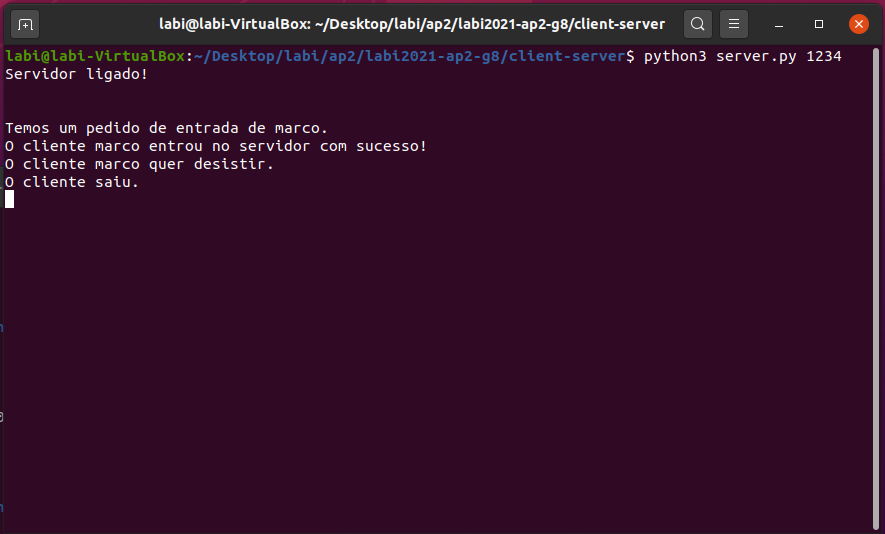 labi@labi-VirtualBox: ~/Desktop/labi/ap2/labi2021-ap2-g8/client-server
labi@labi-VirtualBox:~/Desktop/labi/ap2/labi2021-ap2-g8/client-server$ python3 server.py 1234
Servidor ligado!
Temos um pedido de entrada de marco.
O cliente marco entrou no servidor com sucesso!
O cliente marco quer desistir.
O cliente saiu.